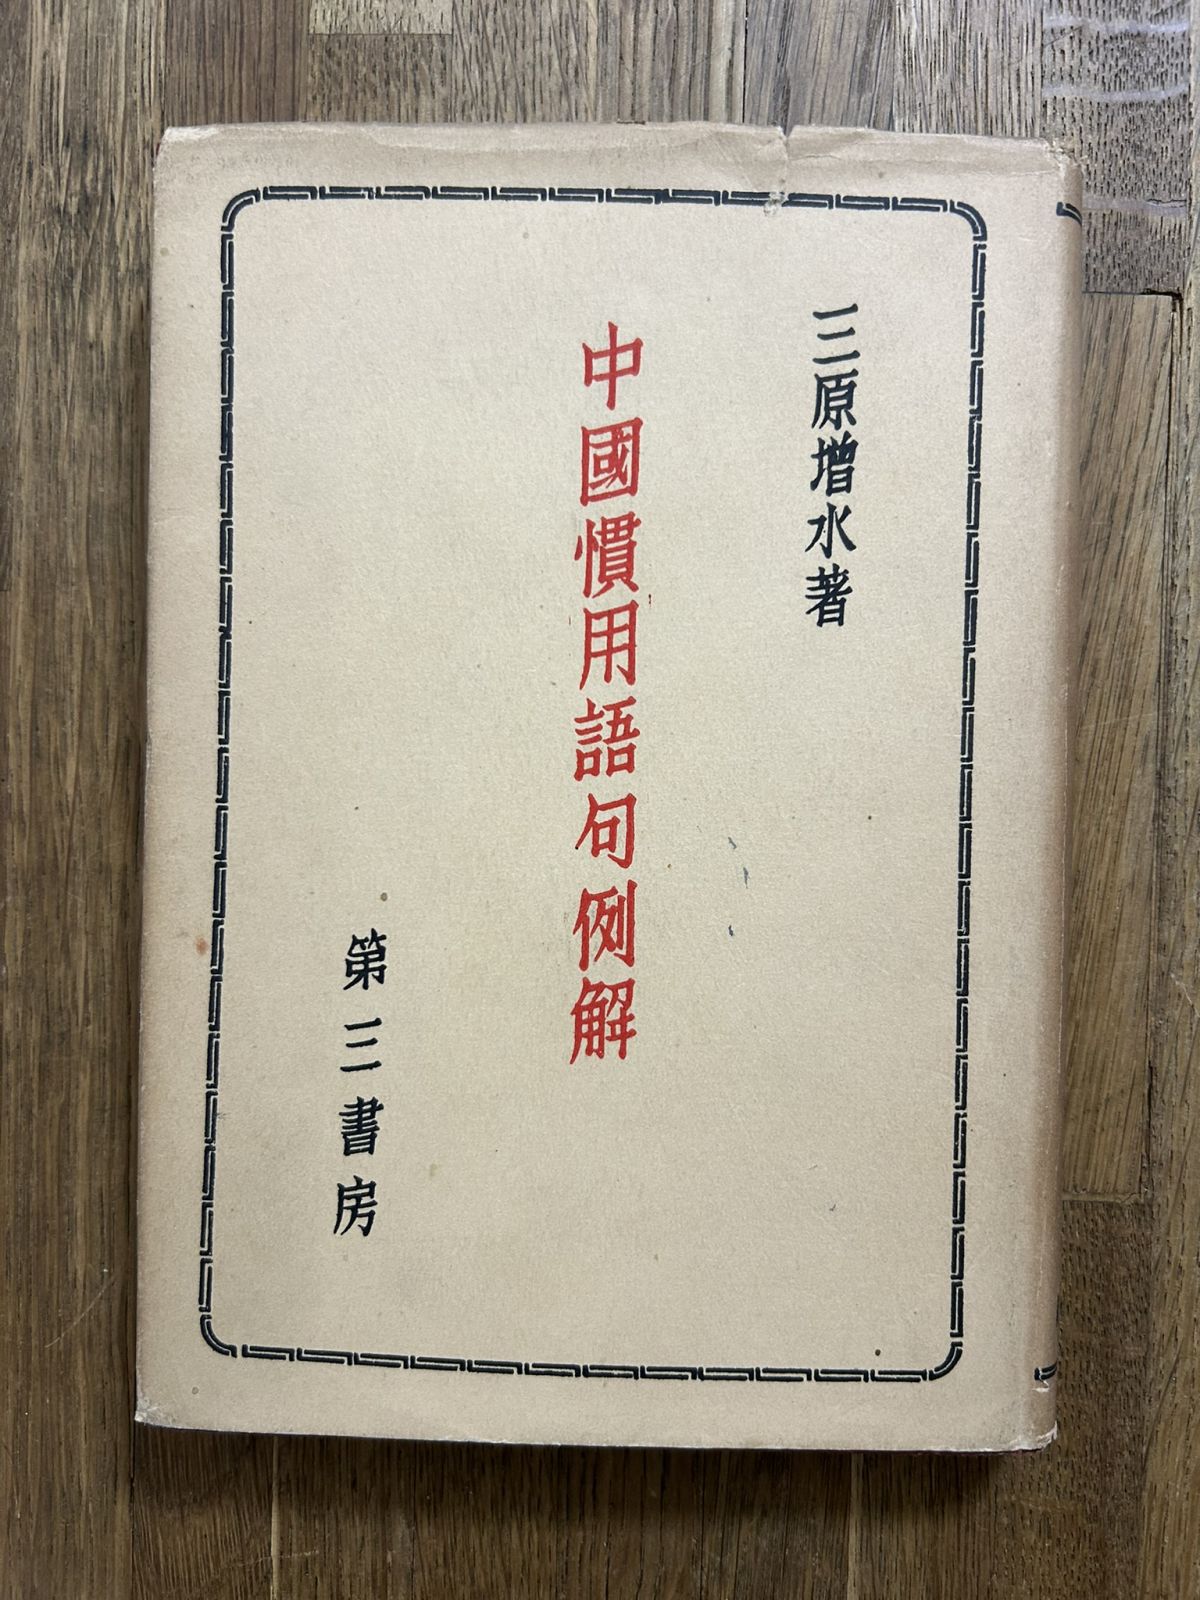 三原増水著
中國慣用語句例解
第三書房